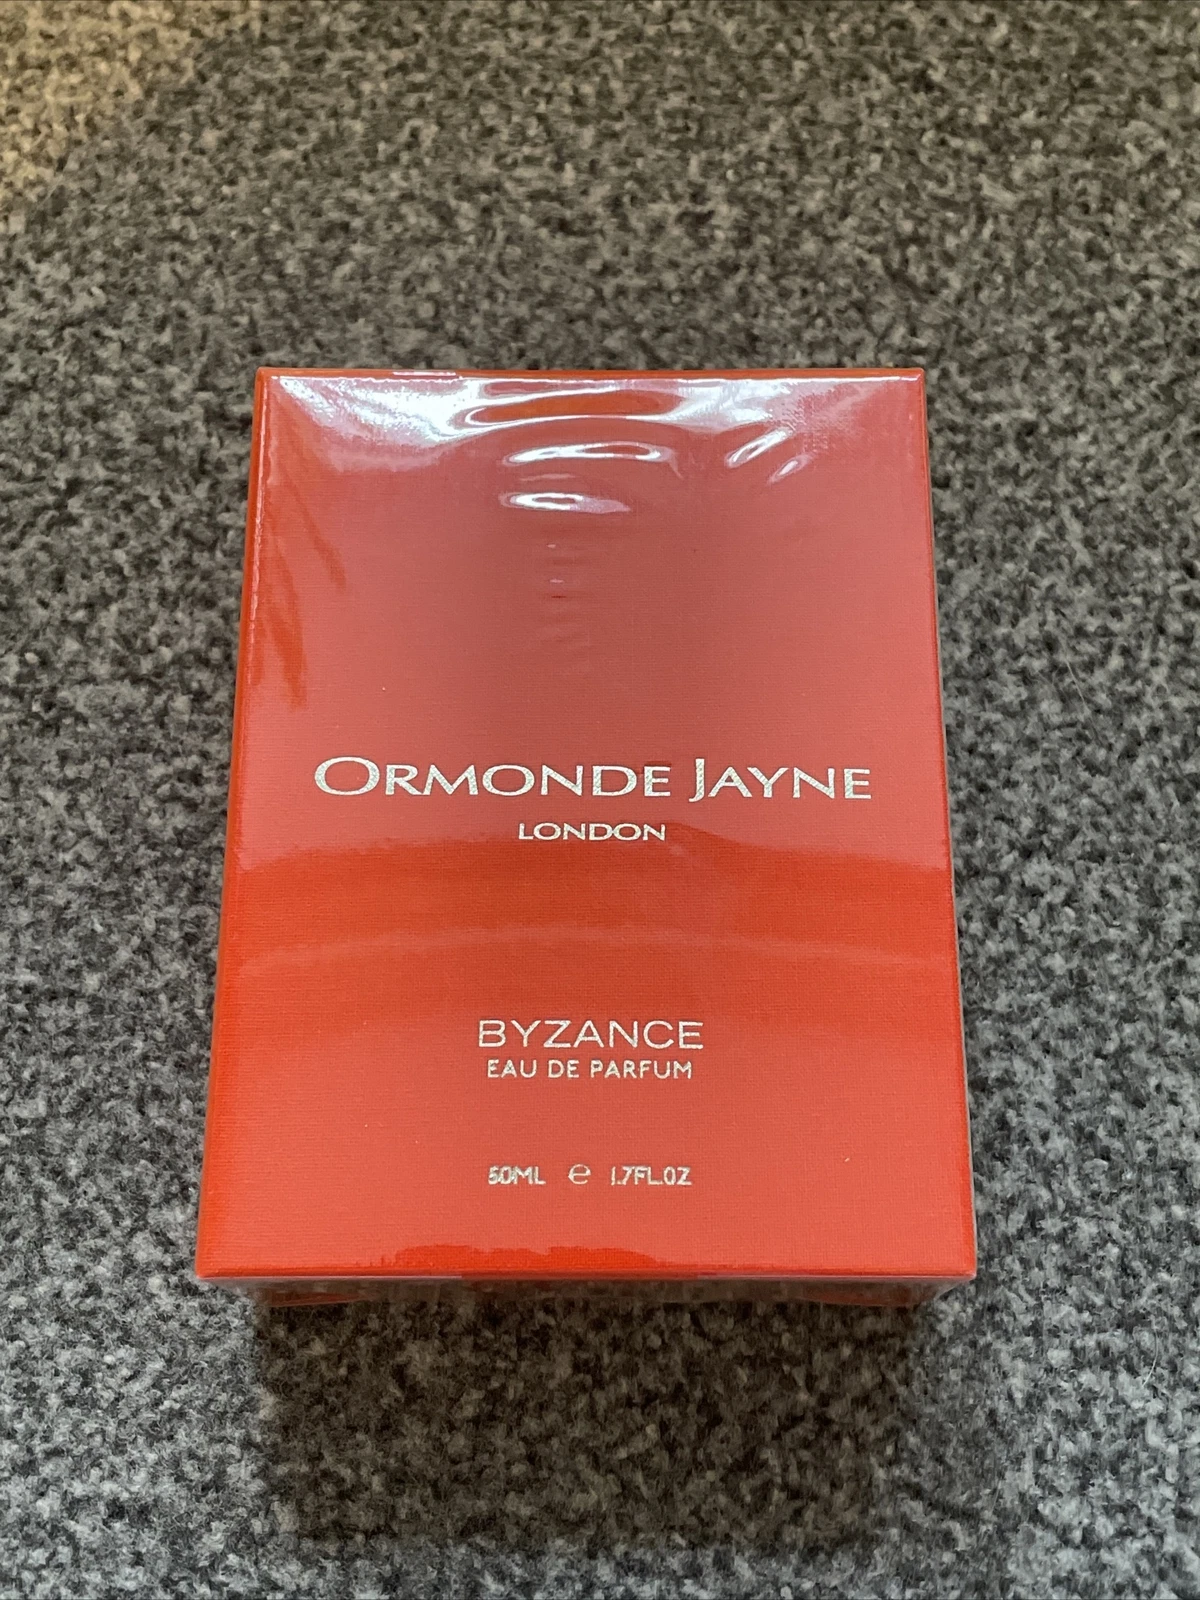 ORMONDE JAYNE
LONDON
BYZANCE
EAU DE PARFUM
50ML e 1.7FL.OZ